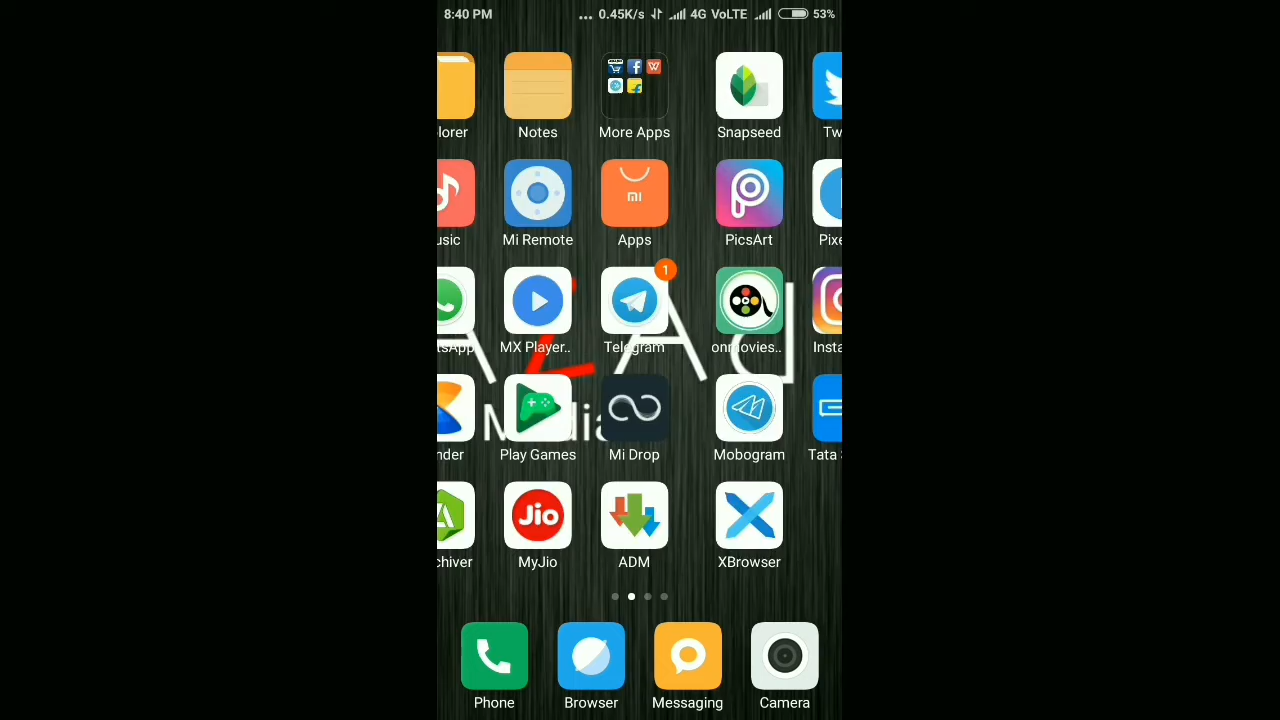 8:40 PM ... 0.45K/s 4G VoLTE 53%
lorer Notes More Apps Snapseed Tw
usic Mi Remote Apps PicsArt Pixe
1
tsApp MX Player.. Telegram onmovies.. Insta
nder Play Games Mi Drop Mobogram Tata
Jio
chiver MyJio ADM XBrowser
Phone Browser Messaging Camera